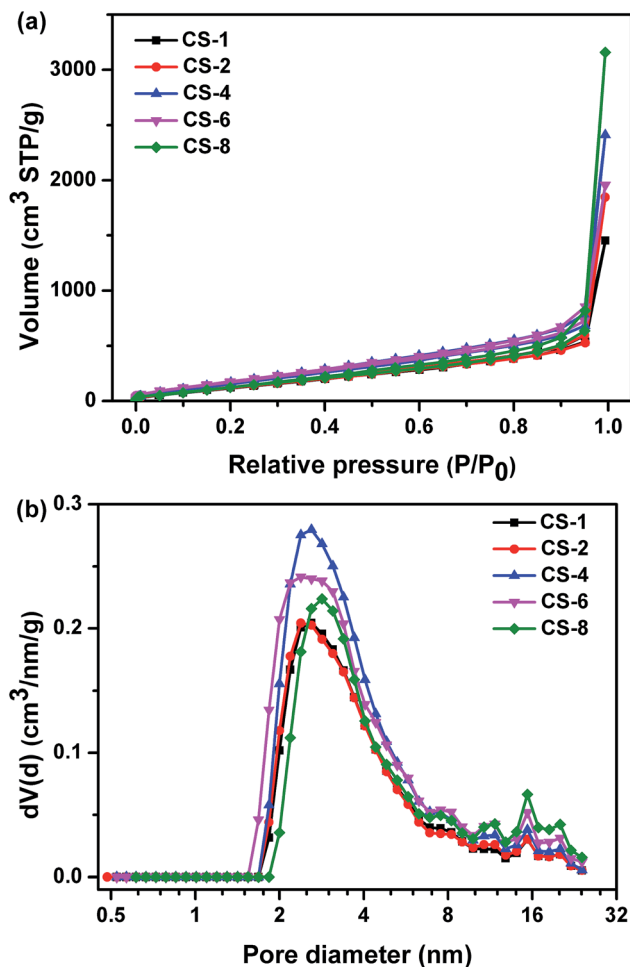 (a)
CS-1
CS-2
CS-4
CS-6
CS-8
3000
2000
1000
0
Volume (cm³ STP/g)
0.0 0.2 0.4 0.6 0.8 1.0
Relative pressure (P/P₀)
(b)
CS-1
CS-2
CS-4
CS-6
CS-8
0.3
0.2
0.1
0.0
dV(d) (cm³/nm/g)
0.5 1 2 4 8 16 32
Pore diameter (nm)